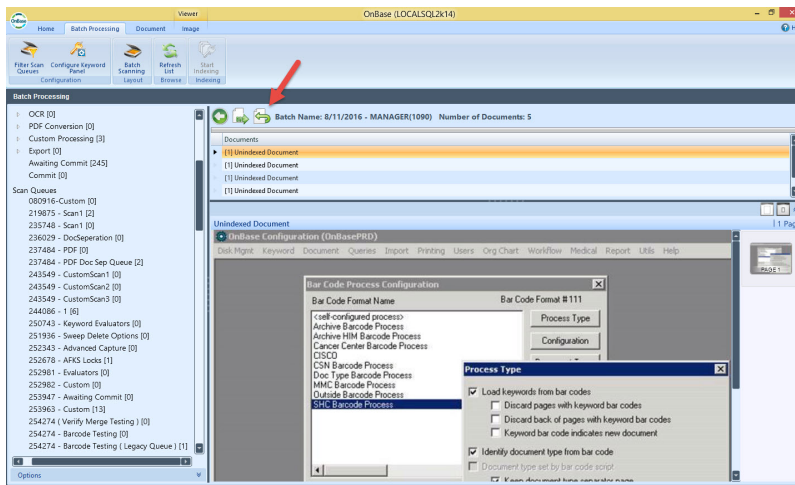 Viewer
OnBase (LOCALSQL2k14)
OnBase
Home Batch Processing Document Image
Filter Scan Queues
Configure Keyword Panel
Batch Scanning
Refresh List
Start Indexing
Configuration Layout Browse Indexing
Batch Processing
OCR [0]
PDF Conversion [0]
Custom Processing [3]
Export [0]
Awaiting Commit [245]
Commit [0]
Scan Queues
080916-Custom [0]
219875 - Scan1 [2]
235748 - Scan1 [0]
236029 - DocSeperation [0]
237484 - PDF [0]
237484 - PDF Doc Sep Queue [2]
243549 - CustomScan1 [0]
243549 - CustomScan2 [0]
243549 - CustomScan3 [0]
244086 - 1 [6]
250743 - Keyword Evaluators [0]
251936 - Sweep Delete Options [0]
252343 - Advanced Capture [0]
252678 - AFKS Locks [1]
252981 - Evaluators [0]
252982 - Custom [0]
253947 - Awaiting Commit [0]
253963 - Custom [13]
254274 ( Verify Merge Testing ) [0]
254274 - Barcode Testing [0]
254274 - Barcode Testing ( Legacy Queue ) [1]
Options
Batch Name: 8/11/2016 - MANAGER(1090) Number of Documents: 5
Documents
[1] Unindexed Document
[1] Unindexed Document
[1] Unindexed Document
[1] Unindexed Document
Unindexed Document
1 Pag
PAGE 1
OnBase Configuration (OnBasePRD)
Disk Mgmt Keyword Document Queries Import Printing Users Org Chart Workflow Medical Report Utils Help
Bar Code Process Configuration
Bar Code Format Name Bar Code Format # 111
<self-configured process>
Archive Barcode Process
Archive HIM Barcode Process
Cancer Center Barcode Process
CISCO
CSN Barcode Process
Doc Type Barcode Process
MMC Barcode Process
Outside Barcode Process
SHC Barcode Process
Process Type
Configuration
Process Type
Load keywords from bar codes
Discard pages with keyword bar codes
Discard back of pages with keyword bar codes
Keyword bar code indicates new document
Identify document type from bar code
Document type set by bar code script
Keep document type separator page